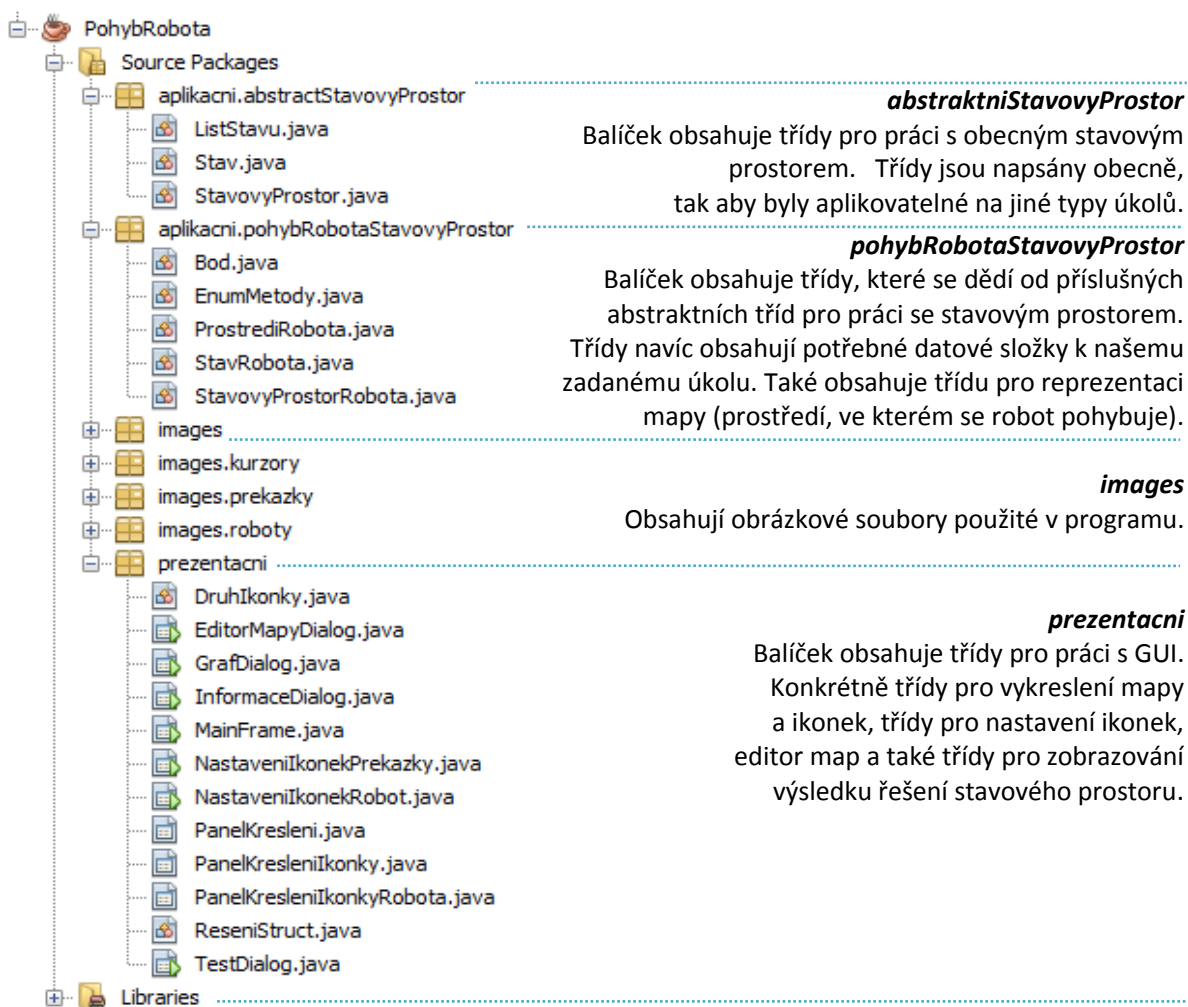 PohybRobota
Source Packages
aplikacni.abstractStavovyProstor
ListStavu.java
Stav.java
StavovyProstor.java
aplikacni.pohybRobotaStavovyProstor
Bod.java
EnumMetody.java
ProstrediRobota.java
StavRobota.java
StavovyProstorRobota.java
images
images.kurzory
images.prekazky
images.roboty
prezentacni
DruhIkonky.java
EditorMapyDialog.java
GrafDialog.java
InformaceDialog.java
MainFrame.java
NastaveniIkonekPrekazky.java
NastaveniIkonekRobot.java
PanelKresleni.java
PanelKresleniIkonky.java
PanelKresleniIkonkyRobota.java
ReseniStruct.java
TestDialog.java
Libraries
abstraktniStavovyProstor
Balíček obsahuje třídy pro práci s obecným stavovým
prostorem. Třídy jsou napsány obecně,
tak aby byly aplikovatelné na jiné typy úkolů.
pohybRobotaStavovyProstor
Balíček obsahuje třídy, které se dědí od příslušných
abstraktních tříd pro práci se stavovým prostorem.
Třídy navíc obsahují potřebné datové složky k našemu
zadanému úkolu. Také obsahuje třídu pro reprezentaci
mapy (prostředí, ve kterém se robot pohybuje).
images
Obsahují obrázkové soubory použité v programu.
prezentacni
Balíček obsahuje třídy pro práci s GUI.
Konkrétně třídy pro vykreslení mapy
a ikonek, třídy pro nastavení ikonek,
editor map a také třídy pro zobrazování
výsledku řešení stavového prostoru.